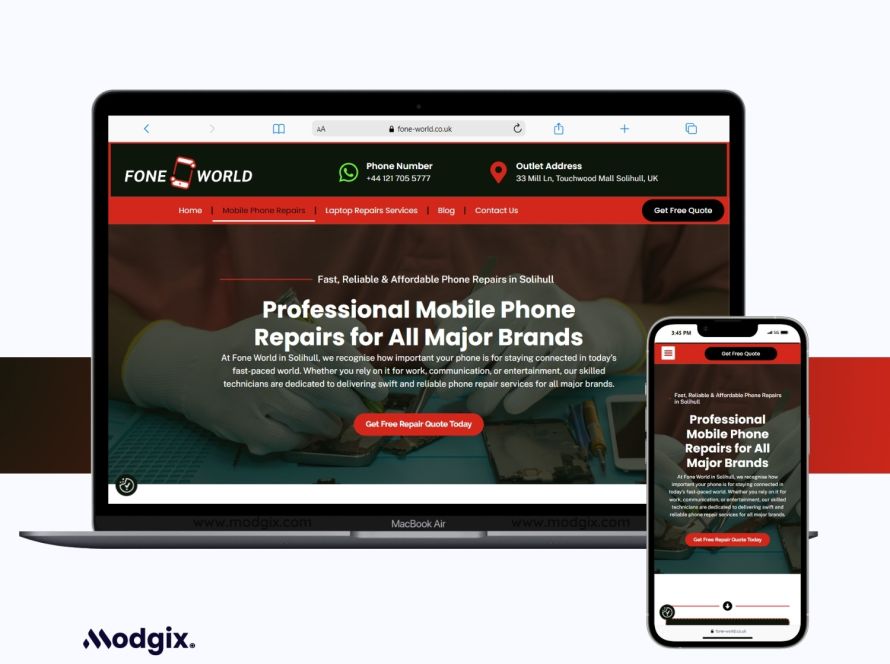 AA
fone-world.co.uk
FONE WORLD
Phone Number
+44 121 705 5777
Outlet Address
33 Mill Ln, Touchwood Mall Solihull, UK
Home | Mobile Phone Repairs | Laptop Repairs Services | Blog | Contact Us
Get Free Quote
Fast, Reliable & Affordable Phone Repairs in Solihull
Professional Mobile Phone
Repairs for All Major Brands
At Fone World in Solihull, we recognise how important your phone is for staying connected in today's
fast-paced world. Whether you rely on it for work, communication, or entertainment, our skilled
technicians are dedicated to delivering swift and reliable phone repair services for all major brands.
Get Free Repair Quote Today
www.modgix.com
MacBook Air
www.modgix.com
3:45 PM
5G
Get Free Quote
Fast, Reliable & Affordable Phone Repairs
in Solihull
Professional
Mobile Phone
Repairs for All
Major Brands
At Fone World in Solihull, we recognise how
important your phone is for staying connected in
today's fast-paced world. Whether you rely on it for
work, communication, or entertainment, our skilled
technicians are dedicated to delivering swift and
reliable phone repair services for all major brands.
Get Free Repair Quote Today
fone-world.co.uk
Modgix.